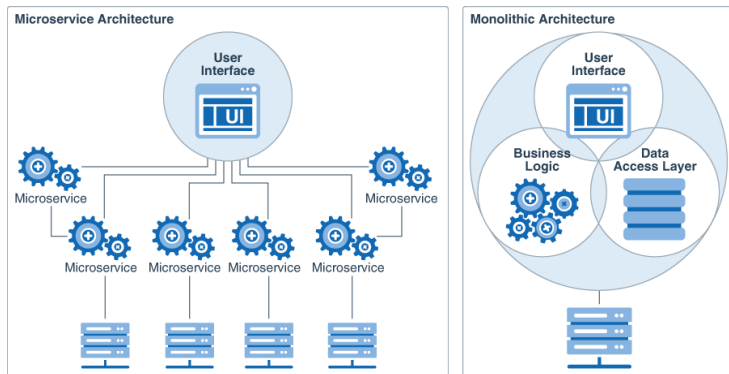 Microservice Architecture
User
Interface
UI
Microservice
Microservice
Microservice
Microservice
Microservice
Microservice
Monolithic Architecture
User
Interface
UI
Business
Logic
Data
Access Layer